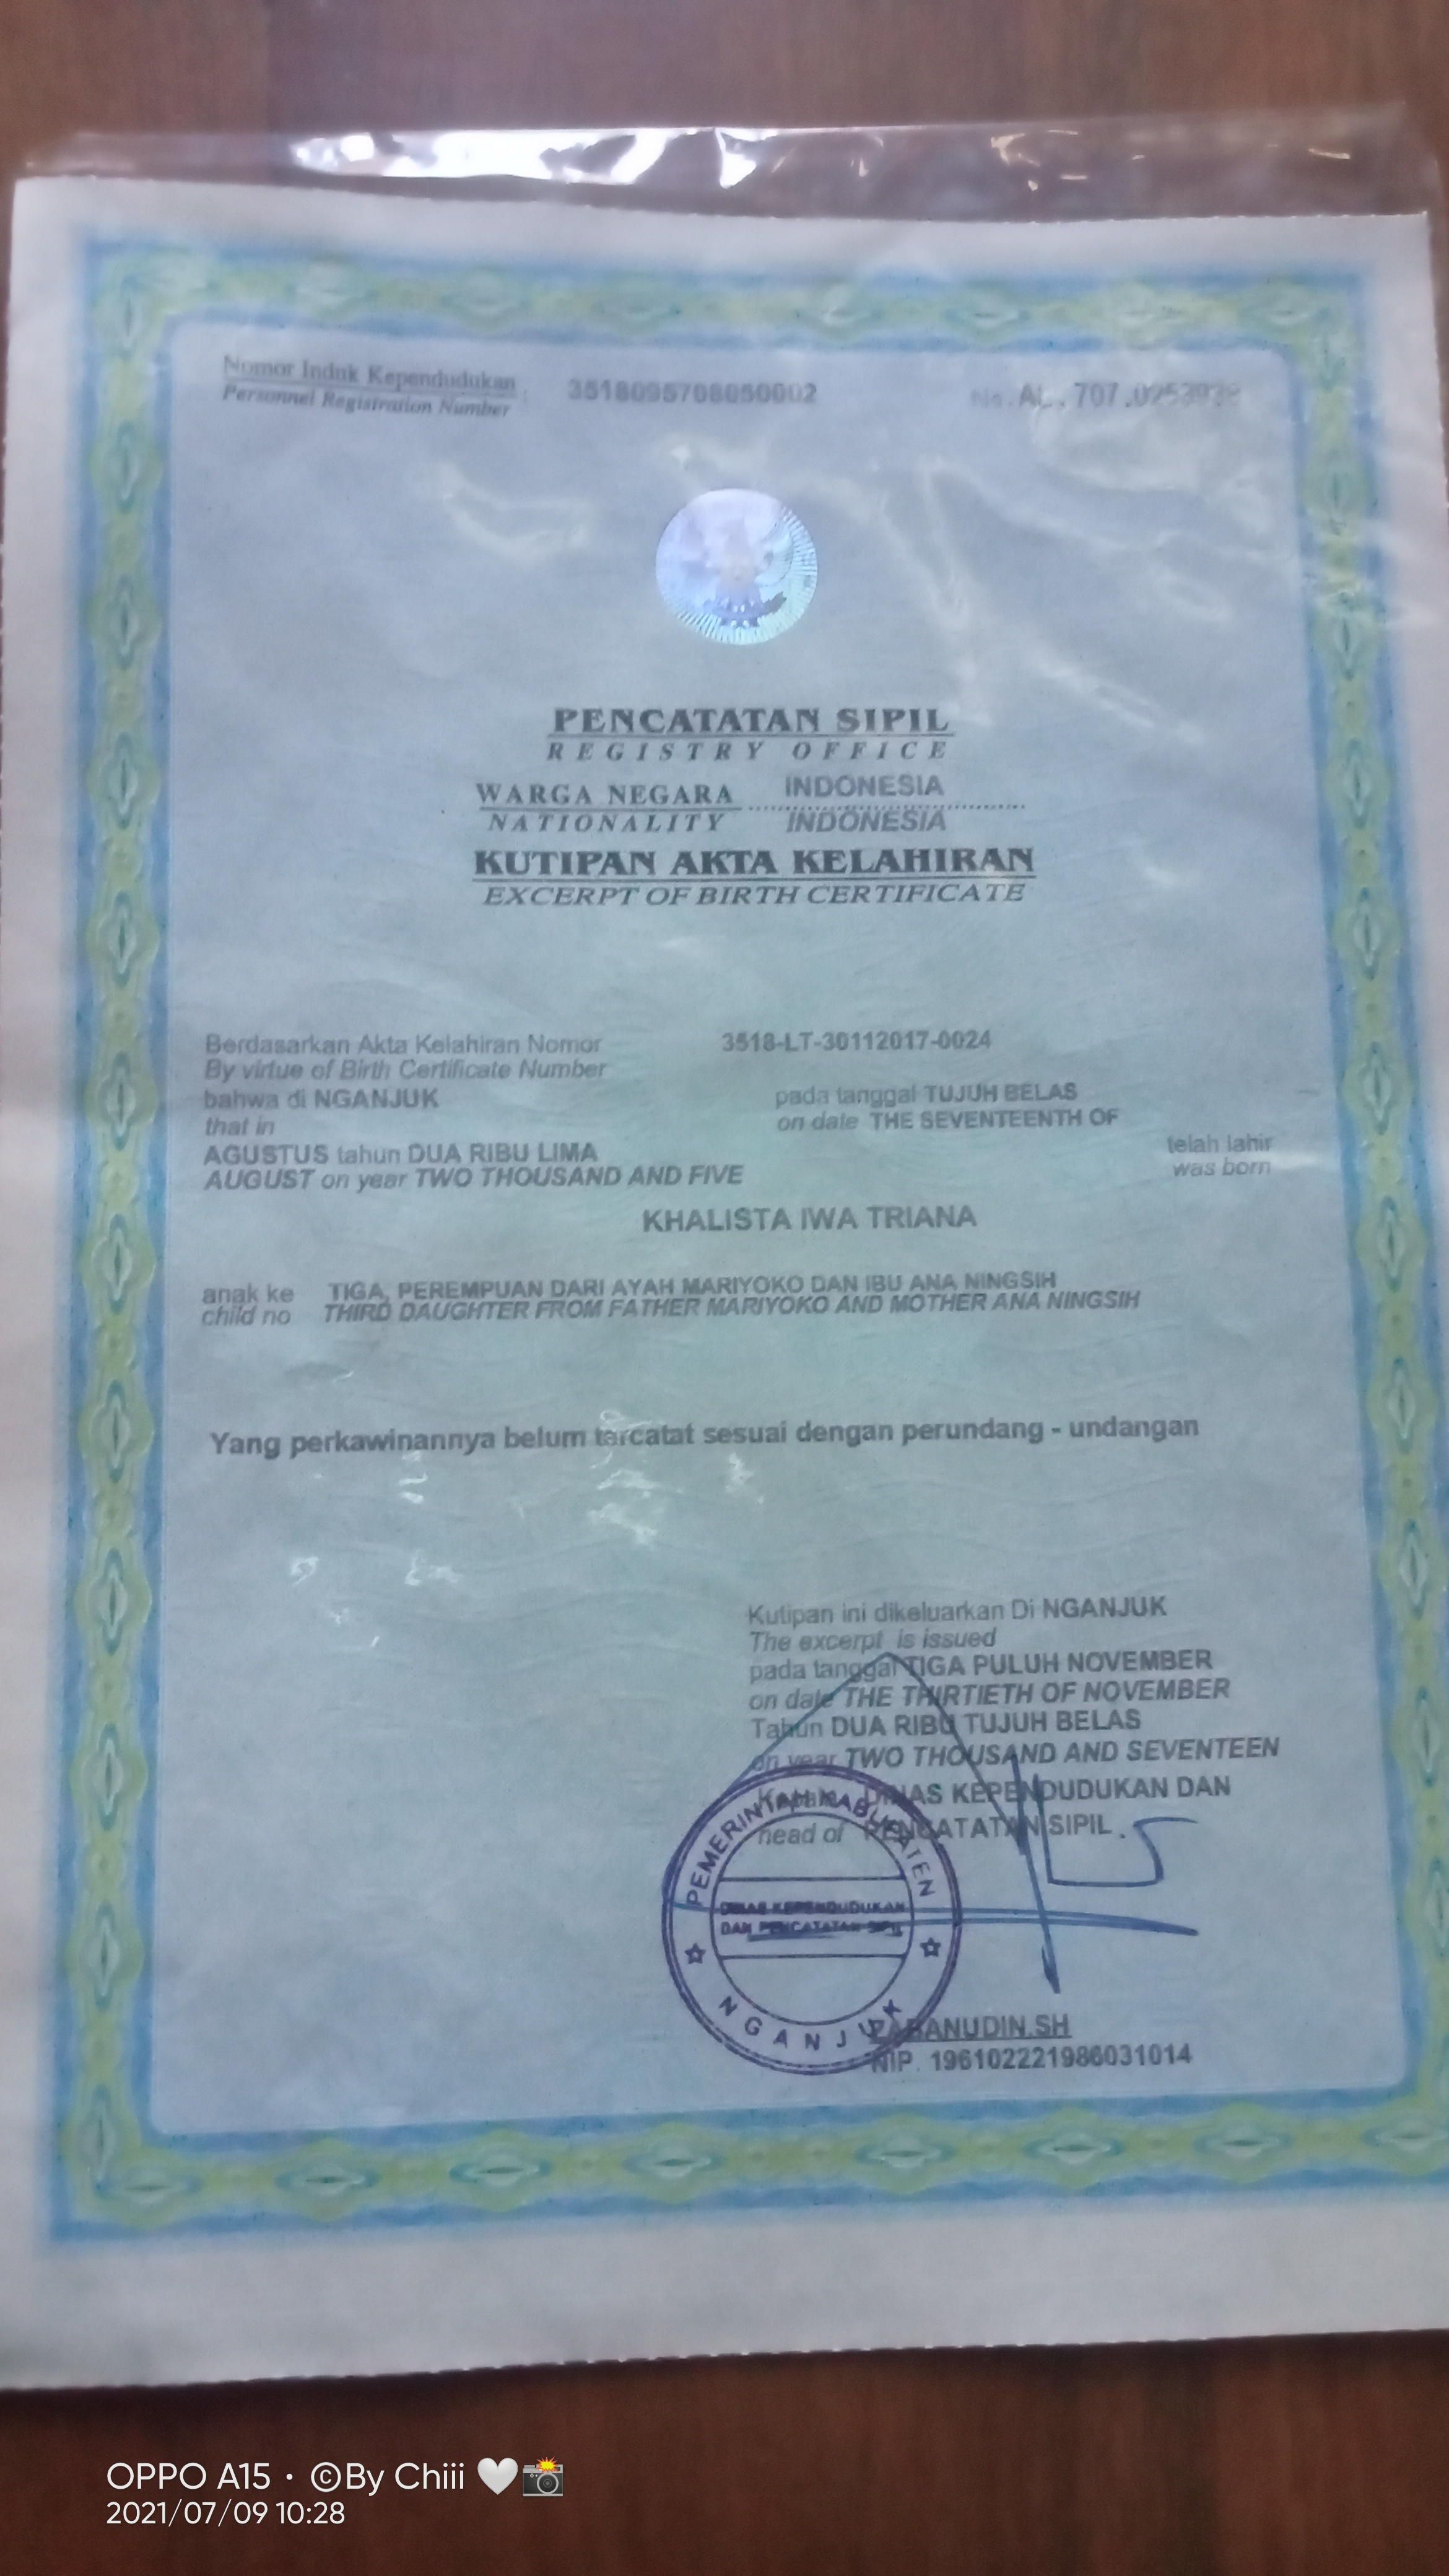 Nomor Induk Kependudukan
Personnel Registration Number : 3518095708050002
No. AL . 707 .
PENCATATAN SIPIL
REGISTRY OFFICE
WARGA NEGARA INDONESIA
NATIONALITY INDONESIA
KUTIPAN AKTA KELAHIRAN
EXCERPT OF BIRTH CERTIFICATE
Berdasarkan Akta Kelahiran Nomor 3518-LT-30112017-0024
By virtue of Birth Certificate Number
bahwa di NGANJUK pada tanggal TUJUH BELAS
that in on date THE SEVENTEENTH OF
AGUSTUS tahun DUA RIBU LIMA telah lahir
AUGUST on year TWO THOUSAND AND FIVE was born
KHALISTA IWA TRIANA
anak ke TIGA, PEREMPUAN DARI AYAH MARIYOKO DAN IBU ANA NINGSIH
child no THIRD DAUGHTER FROM FATHER MARIYOKO AND MOTHER ANA NINGSIH
Yang perkawinannya belum tarcatat sesuai dengan perundang - undangan
Kutipan ini dikeluarkan Di NGANJUK
The excerpt is issued
pada tanggal TIGA PULUH NOVEMBER
on date THE THIRTIETH OF NOVEMBER
Tahun DUA RIBU TUJUH BELAS
on year TWO THOUSAND AND SEVENTEEN
Kepala DINAS KEPENDUDUKAN DAN
head of PENCATATAN SIPIL .
PEMERINTAH KABUPATEN
DINAS KEPENDUDUKAN
DAN PENCATATAN SIPIL
NGANJUK
NIP. 196102221986031014
OPPO A15 · ©By Chiii 🤍📸
2021/07/09 10:28